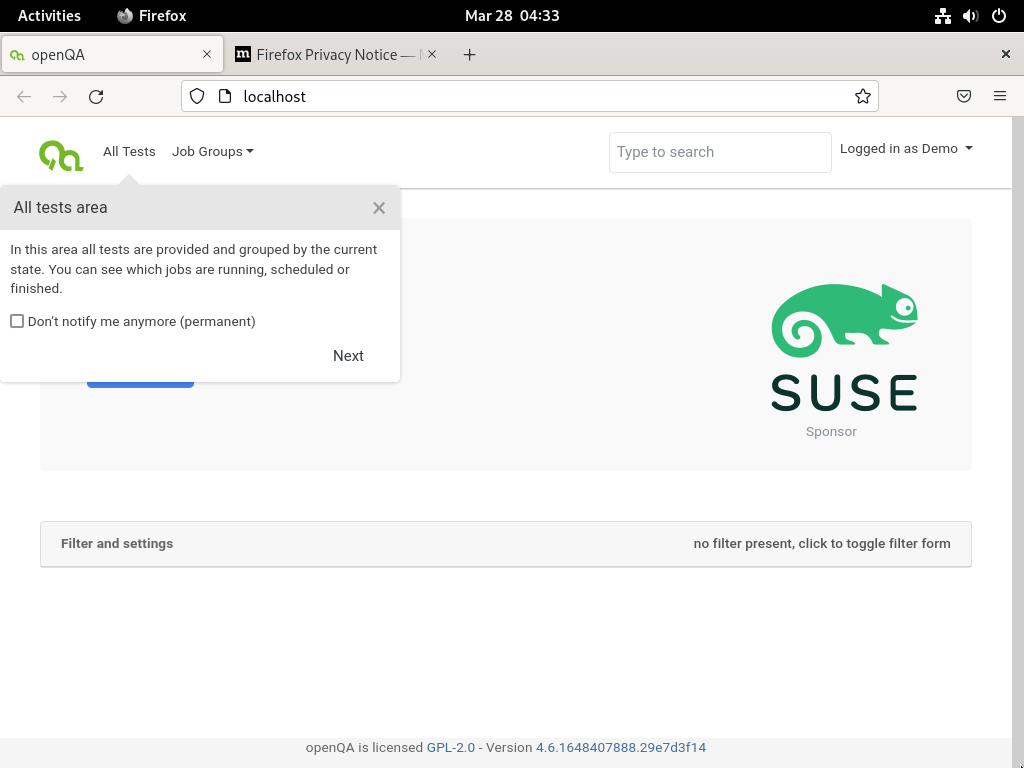 Activities Firefox Mar 28 04:33
openQA Firefox Privacy Notice —
localhost
All Tests Job Groups Type to search Logged in as Demo
All tests area
In this area all tests are provided and grouped by the current
state. You can see which jobs are running, scheduled or
finished.
Don't notify me anymore (permanent)
Next
SUSE
Sponsor
Filter and settings no filter present, click to toggle filter form
openQA is licensed GPL-2.0 - Version 4.6.1648407888.29e7d3f14